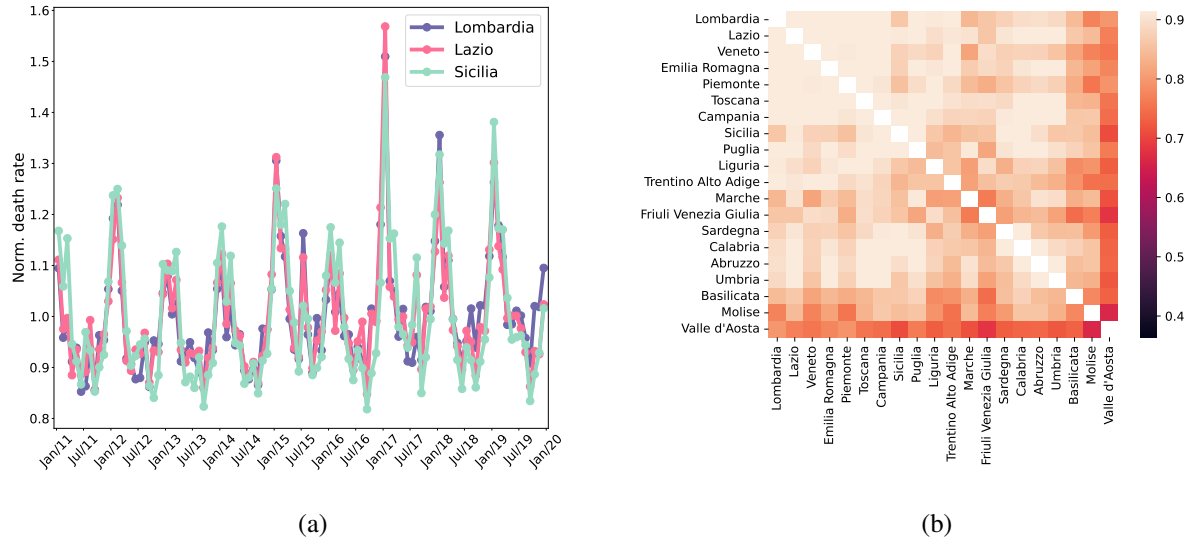 Norm. death rate
1.6
1.5
1.4
1.3
1.2
1.1
1.0
0.9
0.8
Lombardia
Lazio
Sicilia
Jan/11
Jul/11
Jan/12
Jul/12
Jan/13
Jul/13
Jan/14
Jul/14
Jan/15
Jul/15
Jan/16
Jul/16
Jan/17
Jul/17
Jan/18
Jul/18
Jan/19
Jul/19
Jan/20
(a)
Lombardia
Lazio
Veneto
Emilia Romagna
Piemonte
Toscana
Campania
Sicilia
Puglia
Liguria
Trentino Alto Adige
Marche
Friuli Venezia Giulia
Sardegna
Calabria
Abruzzo
Umbria
Basilicata
Molise
Valle d'Aosta
Lombardia
Lazio
Veneto
Emilia Romagna
Piemonte
Toscana
Campania
Sicilia
Puglia
Liguria
Trentino Alto Adige
Marche
Friuli Venezia Giulia
Sardegna
Calabria
Abruzzo
Umbria
Basilicata
Molise
Valle d'Aosta
0.9
0.8
0.7
0.6
0.5
0.4
(b)